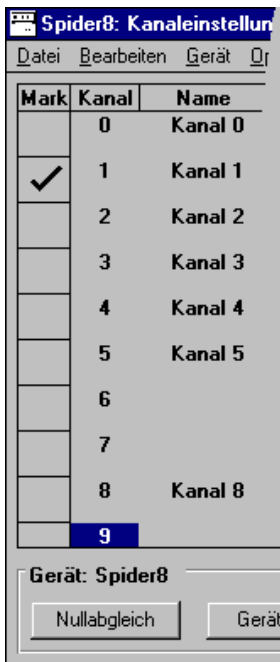 Spider8: Kanaleinstellun
Datei Bearbeiten Gerät
Mark Kanal Name
0 Kanal 0
1 Kanal 1
2 Kanal 2
3 Kanal 3
4 Kanal 4
5 Kanal 5
6
7
8 Kanal 8
9
Gerät: Spider8
Nullabgleich Gerät